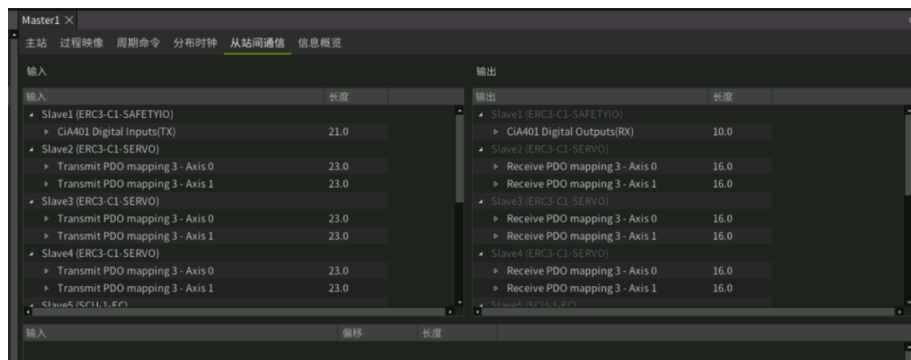 Master1 ×
主站 过程映像 周期命令 分布时钟 从站间通信 信息概览
输入
输入 长度
Slave1 (ERC3-C1-SAFETYIO)
CiA401 Digital Inputs(TX) 21.0
Slave2 (ERC3-C1-SERVO)
Transmit PDO mapping 3 - Axis 0 23.0
Transmit PDO mapping 3 - Axis 1 23.0
Slave3 (ERC3-C1-SERVO)
Transmit PDO mapping 3 - Axis 0 23.0
Transmit PDO mapping 3 - Axis 1 23.0
Slave4 (ERC3-C1-SERVO)
Transmit PDO mapping 3 - Axis 0 23.0
Transmit PDO mapping 3 - Axis 1 23.0
Slave5 (SCU-1-EC)
输出
输出 长度
Slave1 (ERC3-C1-SAFETYIO)
CiA401 Digital Outputs(RX) 10.0
Slave2 (ERC3-C1-SERVO)
Receive PDO mapping 3 - Axis 0 16.0
Receive PDO mapping 3 - Axis 1 16.0
Slave3 (ERC3-C1-SERVO)
Receive PDO mapping 3 - Axis 0 16.0
Receive PDO mapping 3 - Axis 1 16.0
Slave4 (ERC3-C1-SERVO)
Receive PDO mapping 3 - Axis 0 16.0
Receive PDO mapping 3 - Axis 1 16.0
Slave5 (SCU-1-EC)
输入 偏移 长度